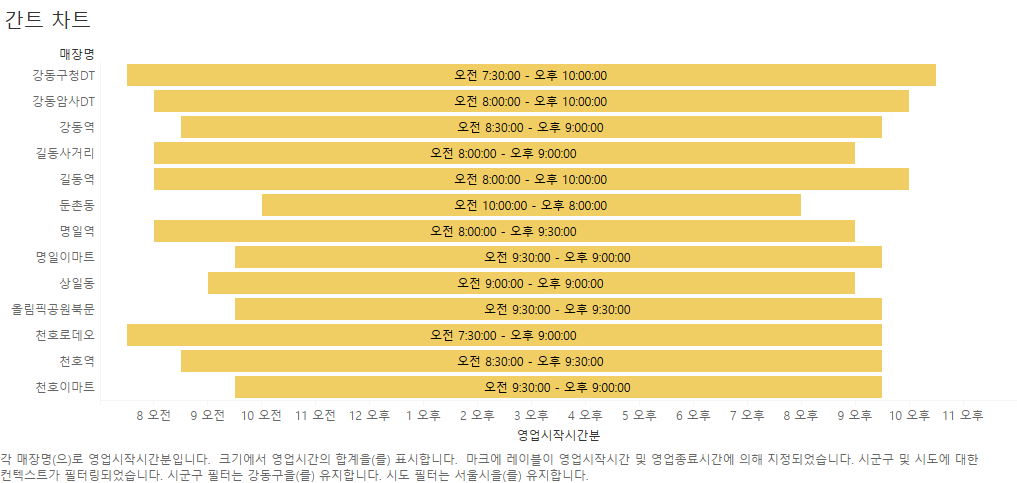 간트 차트
매장명
강동구청DT 오전 7:30:00 - 오후 10:00:00
강동암사DT 오전 8:00:00 - 오후 10:00:00
강동역 오전 8:30:00 - 오후 9:00:00
길동사거리 오전 8:00:00 - 오후 9:00:00
길동역 오전 8:00:00 - 오후 10:00:00
둔촌동 오전 10:00:00 - 오후 8:00:00
명일역 오전 8:00:00 - 오후 9:30:00
명일이마트 오전 9:30:00 - 오후 9:00:00
상일동 오전 9:00:00 - 오후 9:00:00
올림픽공원북문 오전 9:30:00 - 오후 9:30:00
천호로데오 오전 7:30:00 - 오후 9:00:00
천호역 오전 8:30:00 - 오후 9:30:00
천호이마트 오전 9:30:00 - 오후 9:00:00
8 오전 9 오전 10 오전 11 오전 12 오후 1 오후 2 오후 3 오후 4 오후 5 오후 6 오후 7 오후 8 오후 9 오후 10 오후 11 오후
영업시작시간분
각 매장명(으)로 영업시작시간분입니다. 크기에서 영업시간의 합계을(를) 표시합니다. 마크에 레이블이 영업시작시간 및 영업종료시간에 의해 지정되었습니다. 시군구 및 시도에 대한
컨텍스트가 필터링되었습니다. 시군구 필터는 강동구을(를) 유지합니다. 시도 필터는 서울시을(를) 유지합니다.